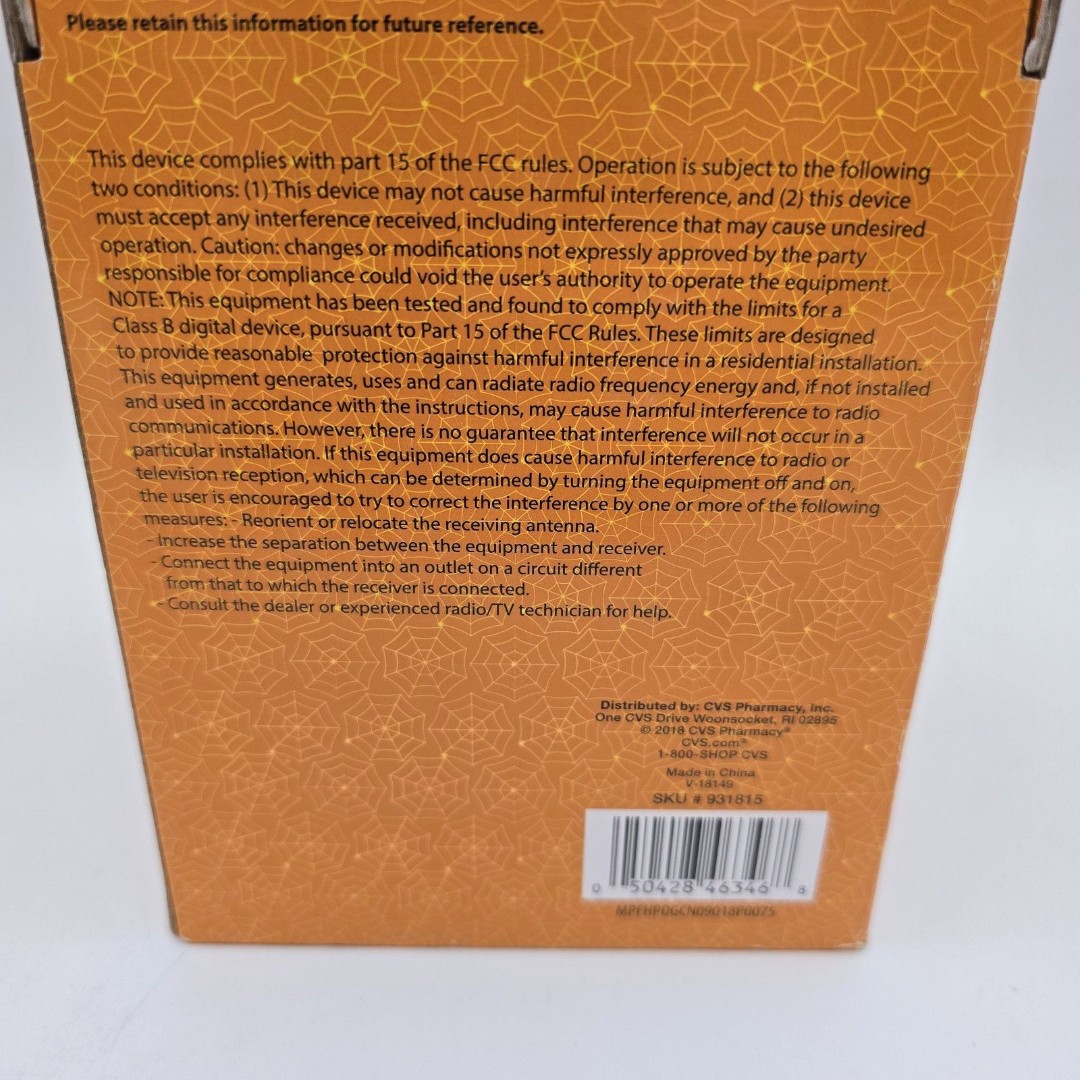 Please retain this information for future reference.
This device complies with part 15 of the FCC rules. Operation is subject to the following
two conditions: (1) This device may not cause harmful interference, and (2) this device
must accept any interference received, including interference that may cause undesired
operation. Caution: changes or modifications not expressly approved by the party
responsible for compliance could void the user's authority to operate the equipment.
NOTE: This equipment has been tested and found to comply with the limits for a
Class B digital device, pursuant to Part 15 of the FCC Rules. These limits are designed
to provide reasonable protection against harmful interference in a residential installation.
This equipment generates, uses and can radiate radio frequency energy and, if not installed
and used in accordance with the instructions, may cause harmful interference to radio
communications. However, there is no guarantee that interference will not occur in a
particular installation. If this equipment does cause harmful interference to radio or
television reception, which can be determined by turning the equipment off and on,
the user is encouraged to try to correct the interference by one or more of the following
measures: - Reorient or relocate the receiving antenna.
- Increase the separation between the equipment and receiver.
- Connect the equipment into an outlet on a circuit different
from that to which the receiver is connected.
- Consult the dealer or experienced radio/TV technician for help.
Distributed by: CVS Pharmacy, Inc.
One CVS Drive Woonsocket, RI 02895
© 2018 CVS Pharmacy®
CVS.com®
1-800-SHOP CVS
Made in China
V-18149
SKU # 931815
0 50428 46346 8
MPFHPDGCN09018P0075